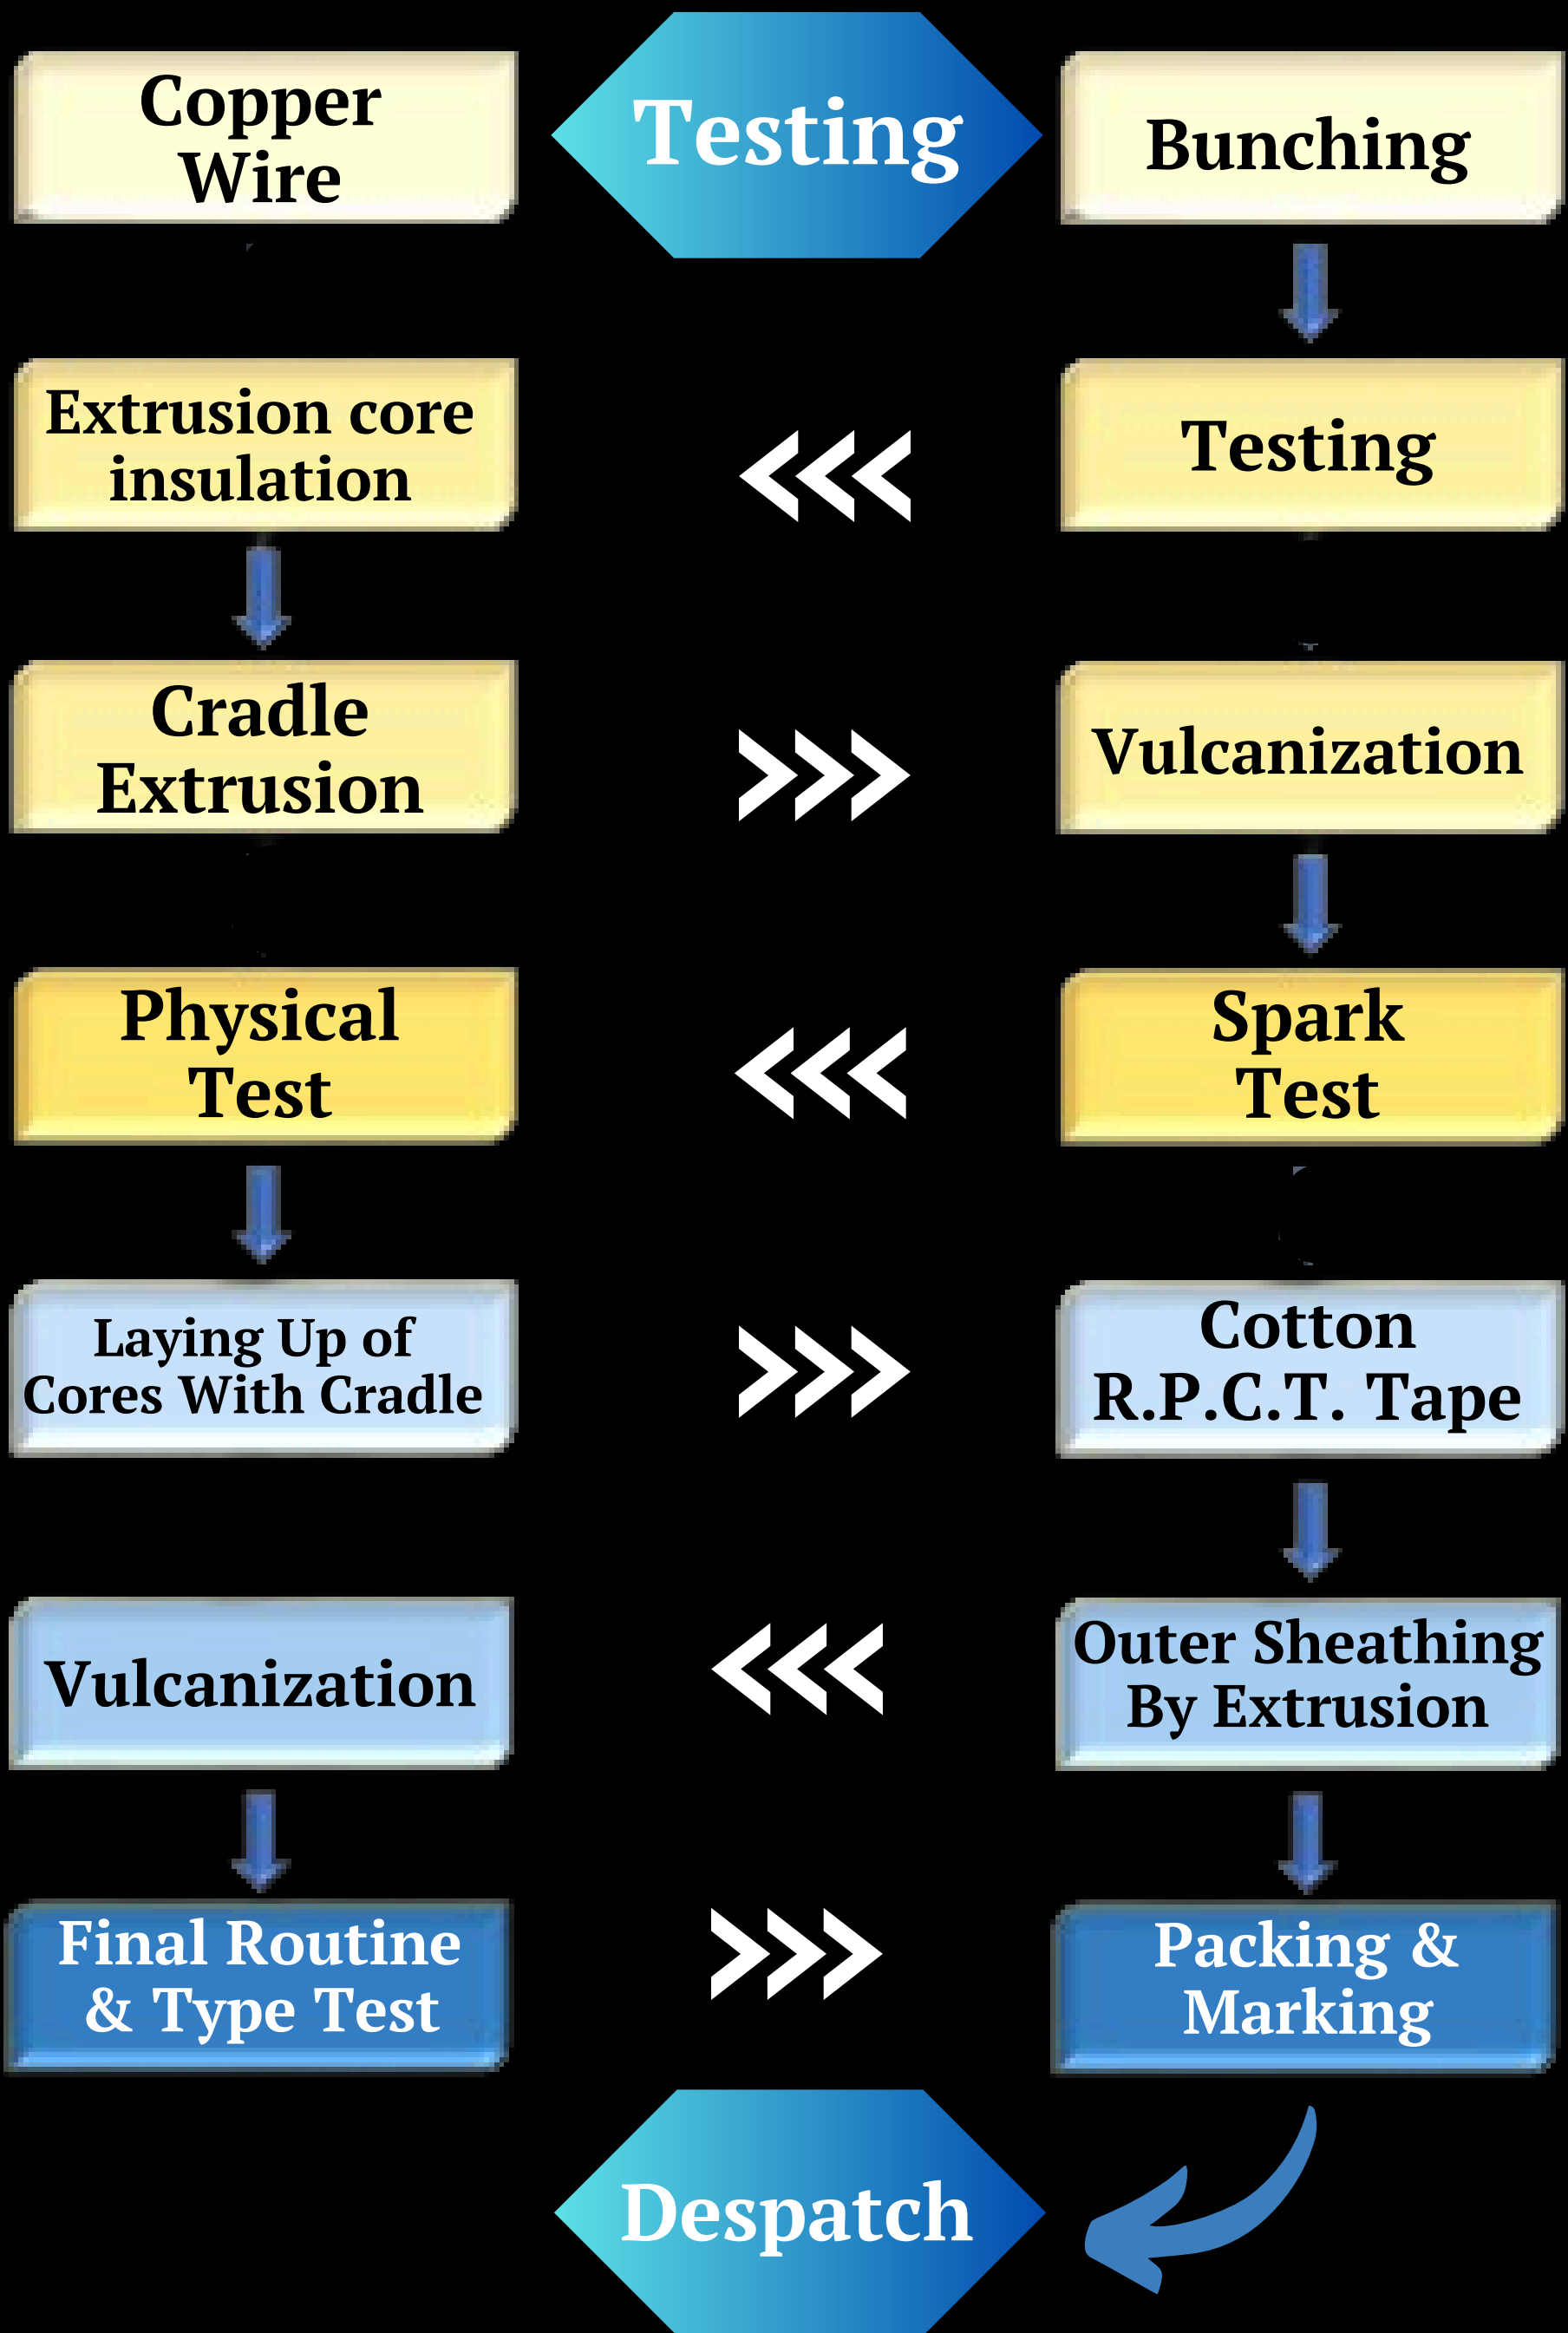 Copper
Wire
Testing
Bunching
Extrusion core
insulation
Testing
Cradle
Extrusion
Vulcanization
Physical
Test
Spark
Test
Laying Up of
Cores With Cradle
Cotton
R.P.C.T. Tape
Vulcanization
Outer Sheathing
By Extrusion
Final Routine
& Type Test
Packing &
Marking
Despatch